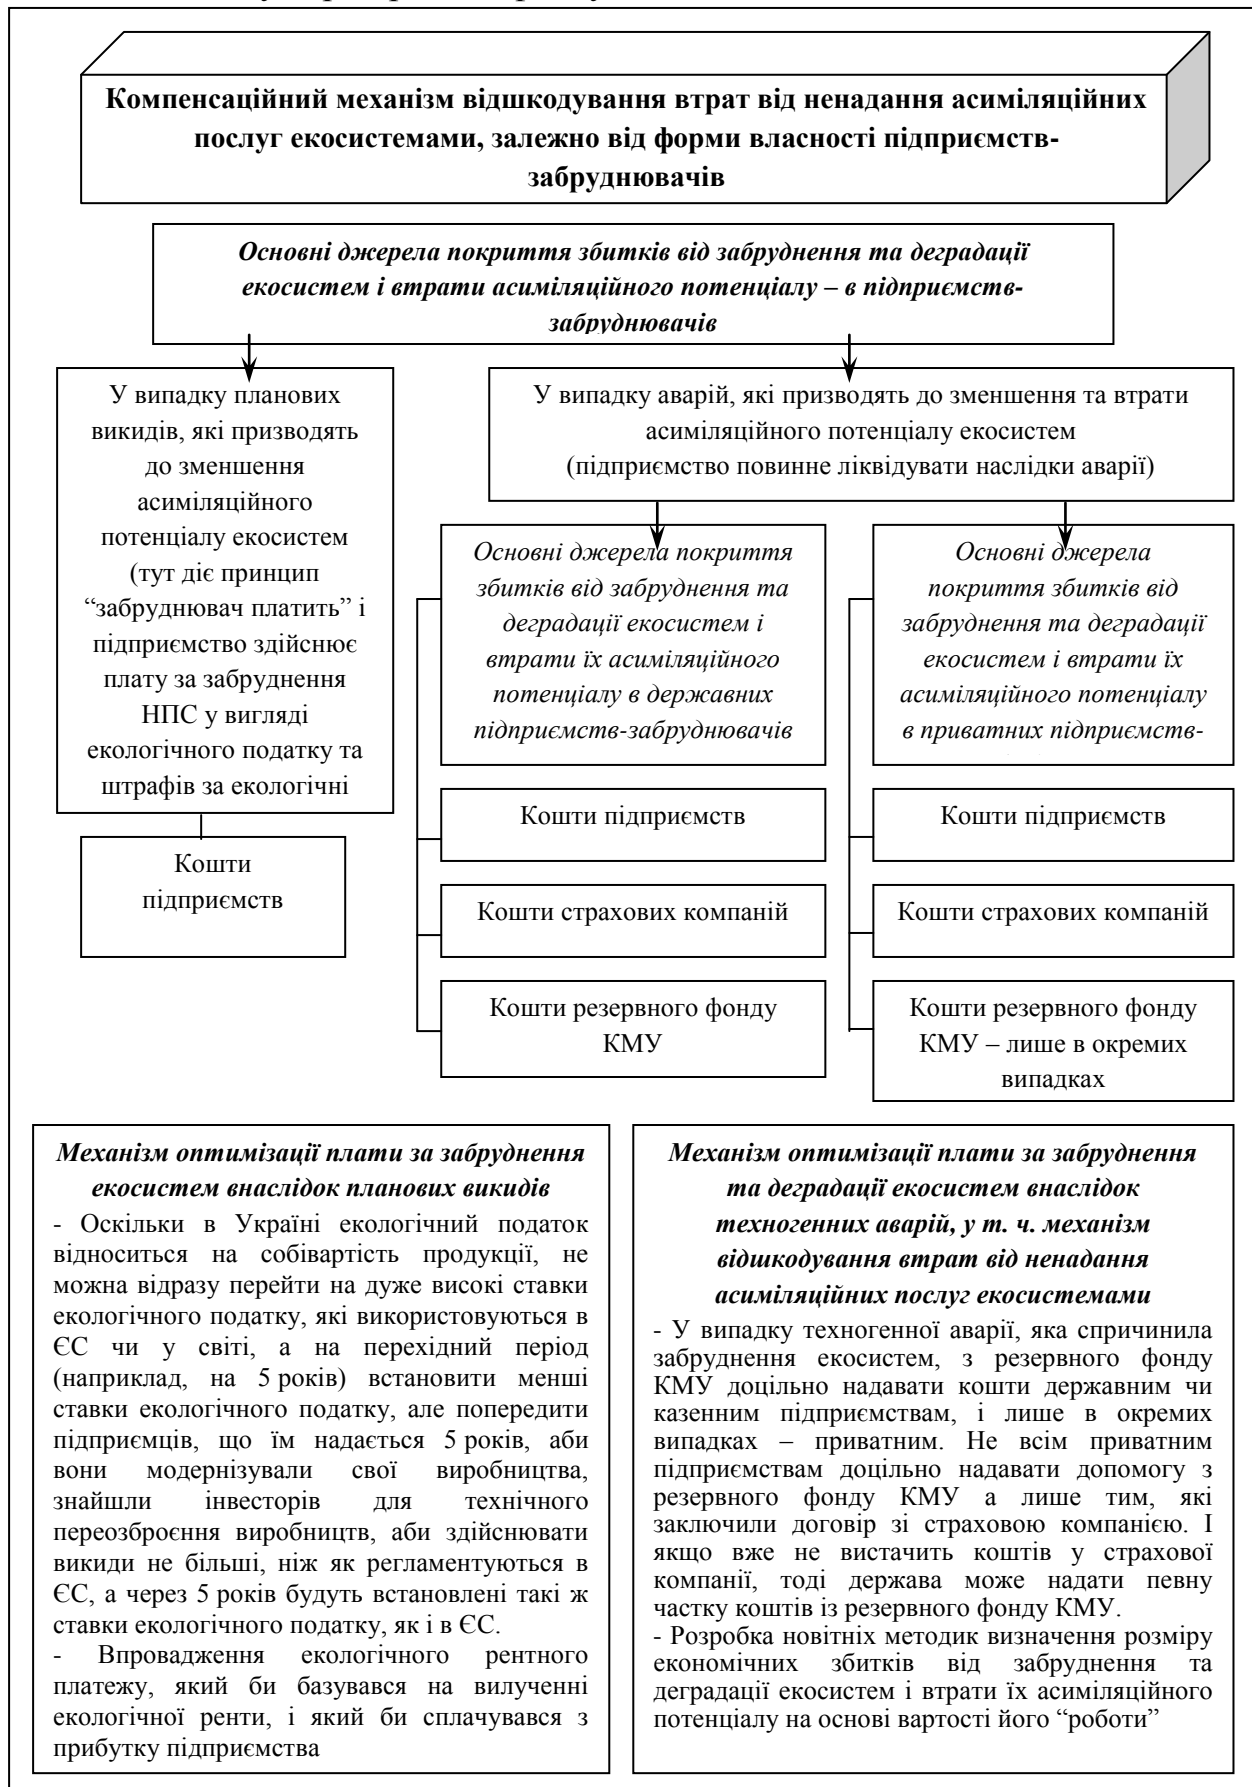 Компенсаційний механізм відшкодування втрат від ненадання асиміляційних
послуг екосистемами, залежно від форми власності підприємств-
забруднювачів
Основні джерела покриття збитків від забруднення та деградації
екосистем і втрати асиміляційного потенціалу – в підприємств-
забруднювачів
У випадку планових
викидів, які призводять
до зменшення
асиміляційного
потенціалу екосистем
(тут діє принцип
“забруднювач платить” і
підприємство здійснює
плату за забруднення
НПС у вигляді
екологічного податку та
штрафів за екологічні
Кошти
підприємств
У випадку аварій, які призводять до зменшення та втрати
асиміляційного потенціалу екосистем
(підприємство повинне ліквідувати наслідки аварії)
Основні джерела покриття
збитків від забруднення та
деградації екосистем і
втрати їх асиміляційного
потенціалу в державних
підприємств-забруднювачів
Кошти підприємств
Кошти страхових компаній
Кошти резервного фонду
КМУ
Основні джерела
покриття збитків від
забруднення та деградації
екосистем і втрати їх
асиміляційного потенціалу
в приватних підприємств-
Кошти підприємств
Кошти страхових компаній
Кошти резервного фонду
КМУ – лише в окремих
випадках
Механізм оптимізації плати за забруднення
екосистем внаслідок планових викидів
- Оскільки в Україні екологічний податок
відноситься на собівартість продукції, не
можна відразу перейти на дуже високі ставки
екологічного податку, які використовуються в
ЄС чи у світі, а на перехідний період
(наприклад, на 5 років) встановити менші
ставки екологічного податку, але попередити
підприємців, що їм надається 5 років, аби
вони модернізували свої виробництва,
знайшли інвесторів для технічного
переозброєння виробництв, аби здійснювати
викиди не більші, ніж як регламентуються в
ЄС, а через 5 років будуть встановлені такі ж
ставки екологічного податку, як і в ЄС.
- Впровадження екологічного рентного
платежу, який би базувався на вилученні
екологічної ренти, і який би сплачувався з
прибутку підприємства
Механізм оптимізації плати за забруднення
та деградації екосистем внаслідок
техногенних аварій, у т. ч. механізм
відшкодування втрат від ненадання
асиміляційних послуг екосистемами
- У випадку техногенної аварії, яка спричинила
забруднення екосистем, з резервного фонду
КМУ доцільно надавати кошти державним чи
казенним підприємствам, і лише в окремих
випадках – приватним. Не всім приватним
підприємствам доцільно надавати допомогу з
резервного фонду КМУ а лише тим, які
заключили договір зі страховою компанією. І
якщо вже не вистачить коштів у страхової
компанії, тоді держава може надати певну
частку коштів із резервного фонду КМУ.
- Розробка новітніх методик визначення розміру
економічних збитків від забруднення та
деградації екосистем і втрати їх асиміляційного
потенціалу на основі вартості його “роботи”